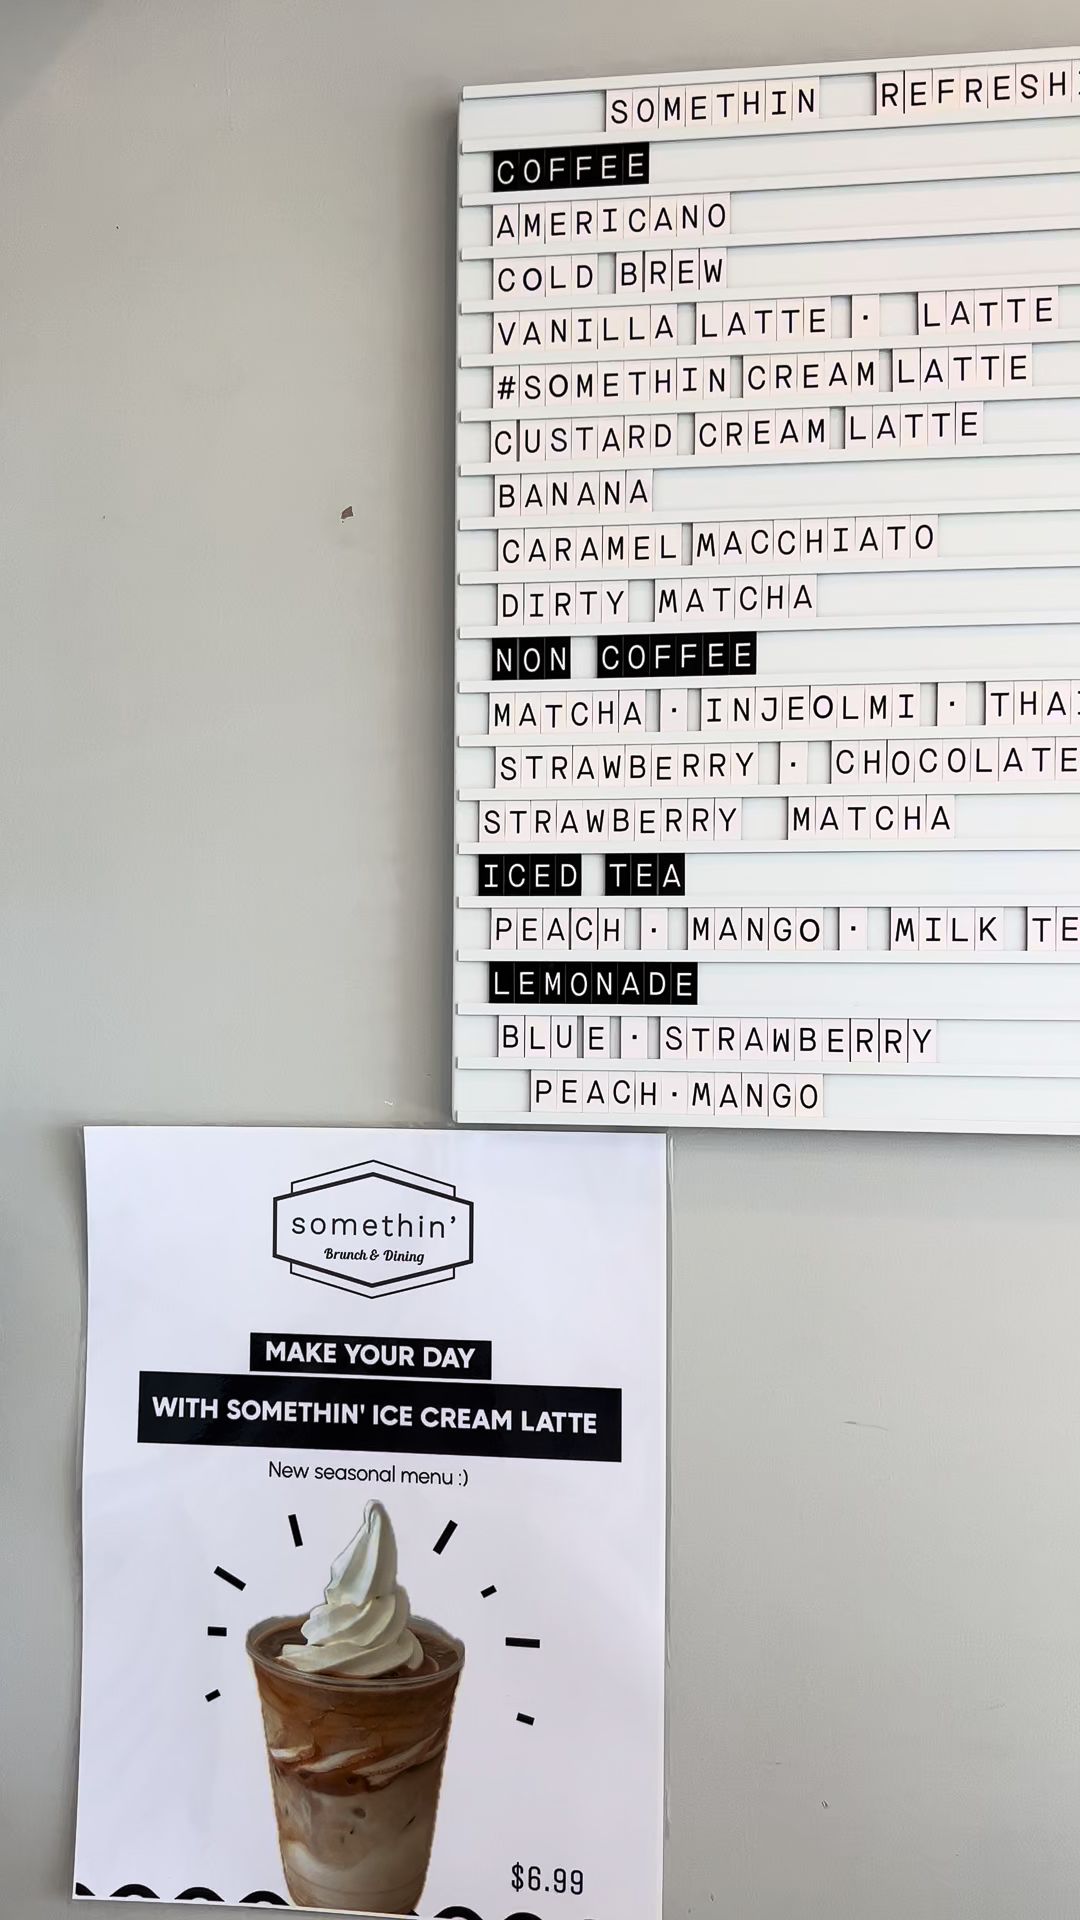 SOMETHIN REFRESH
COFFEE
AMERICANO
COLD BREW
VANILLA LATTE · LATTE
#SOMETHIN CREAM LATTE
CUSTARD CREAM LATTE
BANANA
CARAMEL MACCHIATO
DIRTY MATCHA
NON COFFEE
MATCHA · INJEOLMI · THAI
STRAWBERRY · CHOCOLATE
STRAWBERRY MATCHA
ICED TEA
PEACH · MANGO · MILK TE
LEMONADE
BLUE · STRAWBERRY
PEACH·MANGO
somethin'
Brunch & Dining
MAKE YOUR DAY
WITH SOMETHIN' ICE CREAM LATTE
New seasonal menu :)
$6.99